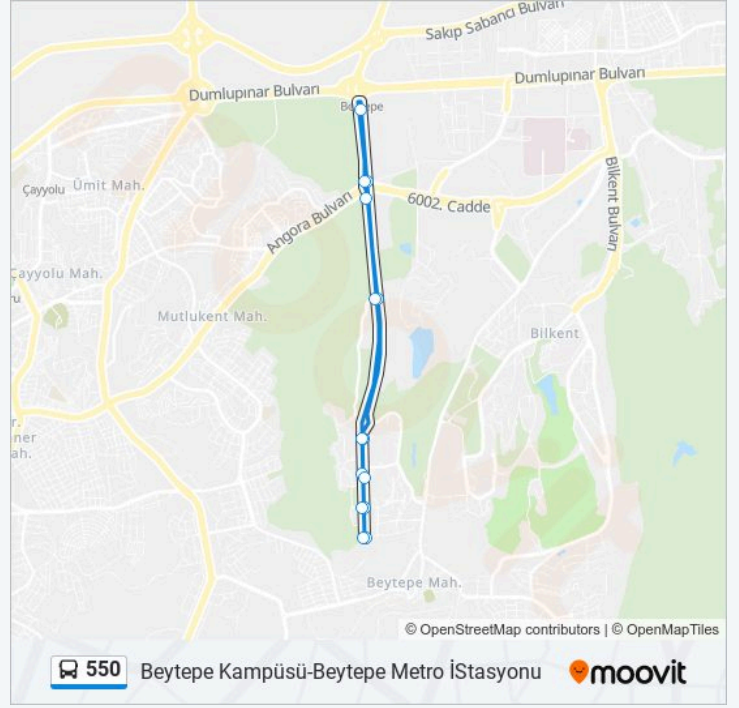 Sakıp Sabancı Bulvarı
Dumlupınar Bulvarı
Dumlupınar Bulvarı
Beytepe
Çayyolu
Ümit Mah.
Angora Bulvarı
6002. Cadde
Bilkent Bulvarı
Çayyolu Mah.
Mutlukent Mah.
Bilkent
Beytepe Mah.
© OpenStreetMap contributors | © OpenMapTiles
550 Beytepe Kampüsü-Beytepe Metro İStasyonu moovit